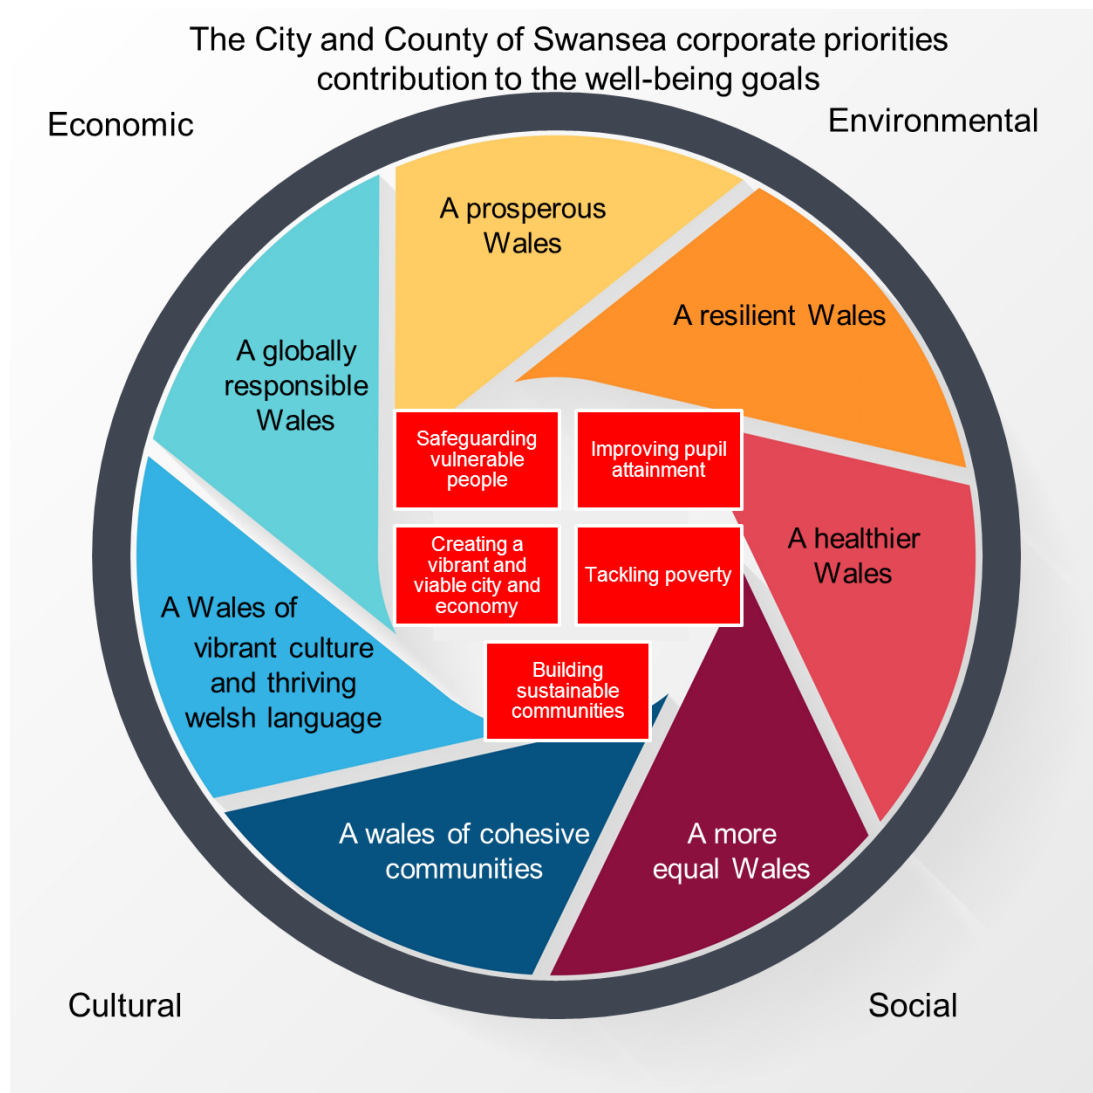 The City and County of Swansea corporate priorities
contribution to the well-being goals
Economic
Environmental
A prosperous
Wales
A resilient Wales
A globally
responsible
Wales
Safeguarding
vulnerable
people
Improving pupil
attainment
A healthier
Wales
Creating a
vibrant and
viable city and
economy
Tackling poverty
A Wales of
vibrant culture
and thriving
welsh language
Building
sustainable
communities
A wales of cohesive
communities
A more
equal Wales
Cultural
Social